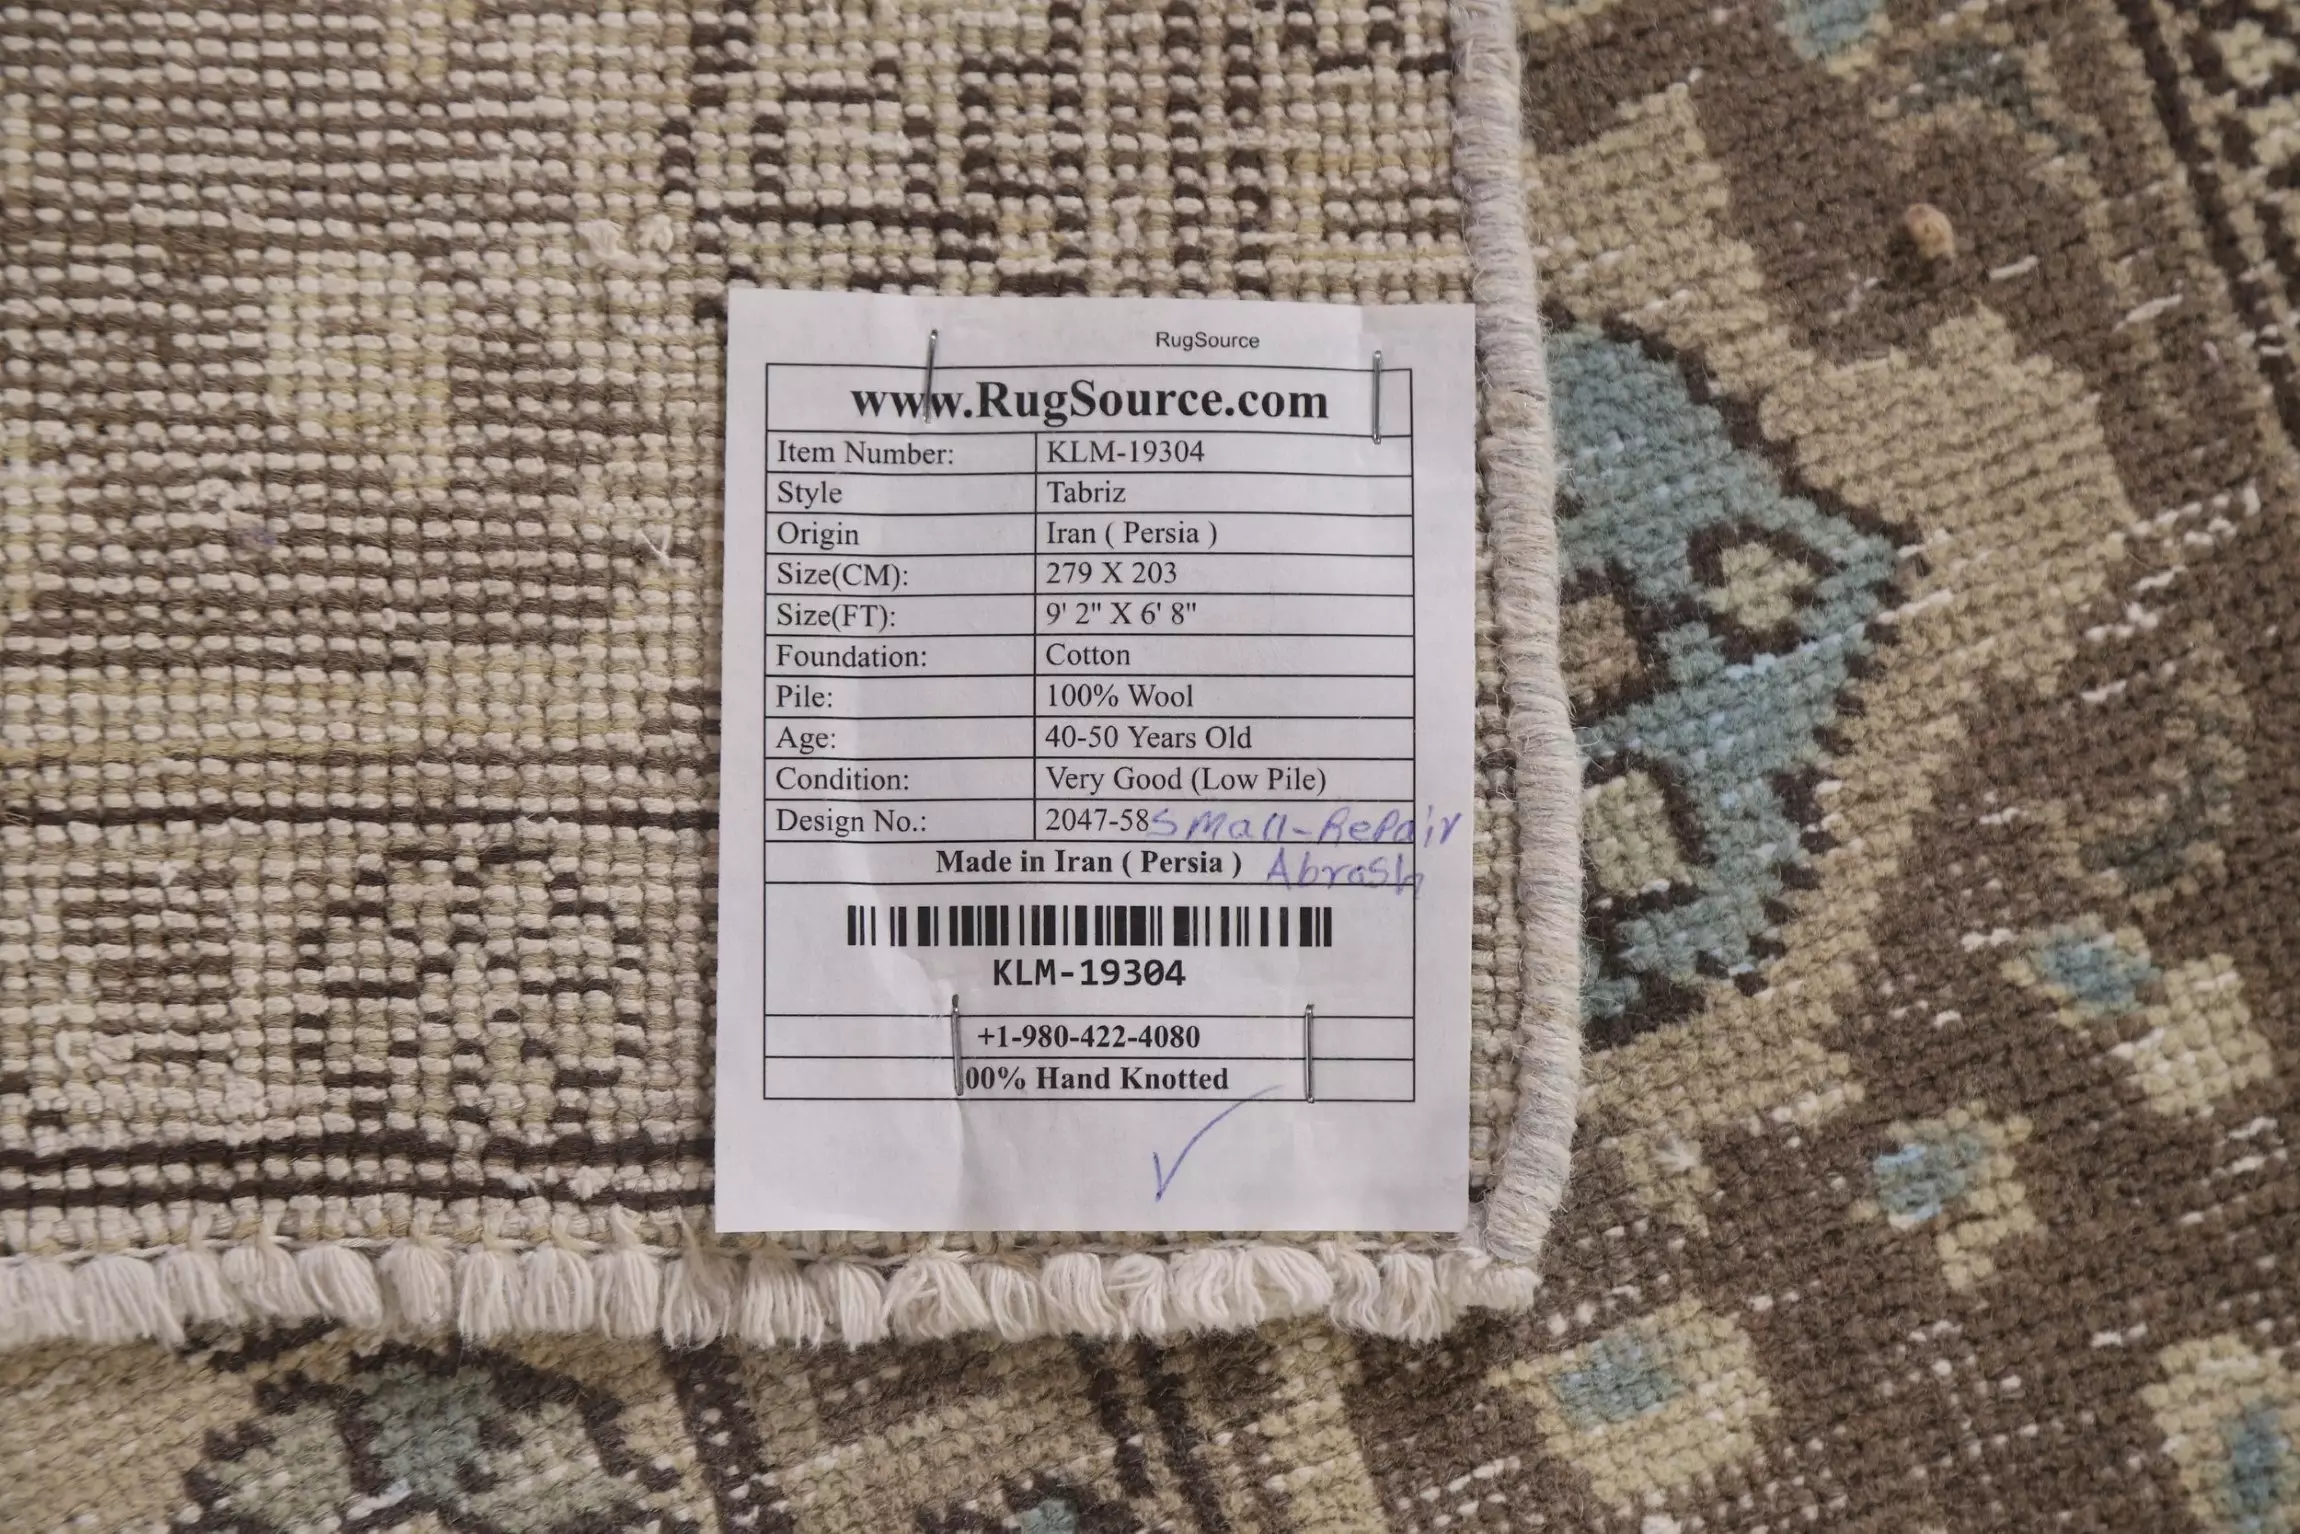 RugSource
www.RugSource.com
Item Number: KLM-19304
Style Tabriz
Origin Iran ( Persia )
Size(CM): 279 X 203
Size(FT): 9' 2" X 6' 8"
Foundation: Cotton
Pile: 100% Wool
Age: 40-50 Years Old
Condition: Very Good (Low Pile)
Design No.: 2047-58 Small-Repair
Made in Iran ( Persia ) Abrash
KLM-19304
+1-980-422-4080
00% Hand Knotted